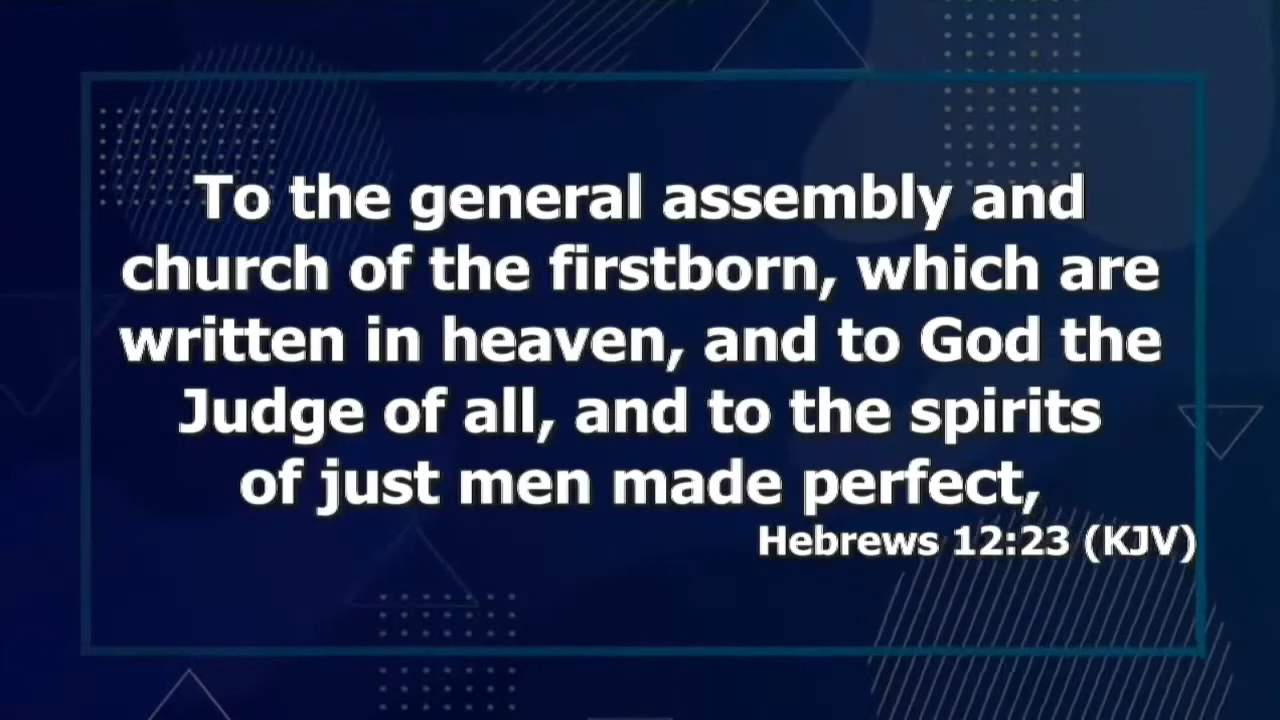 To the general assembly and
church of the firstborn, which are
written in heaven, and to God the
Judge of all, and to the spirits
of just men made perfect,
Hebrews 12:23 (KJV)